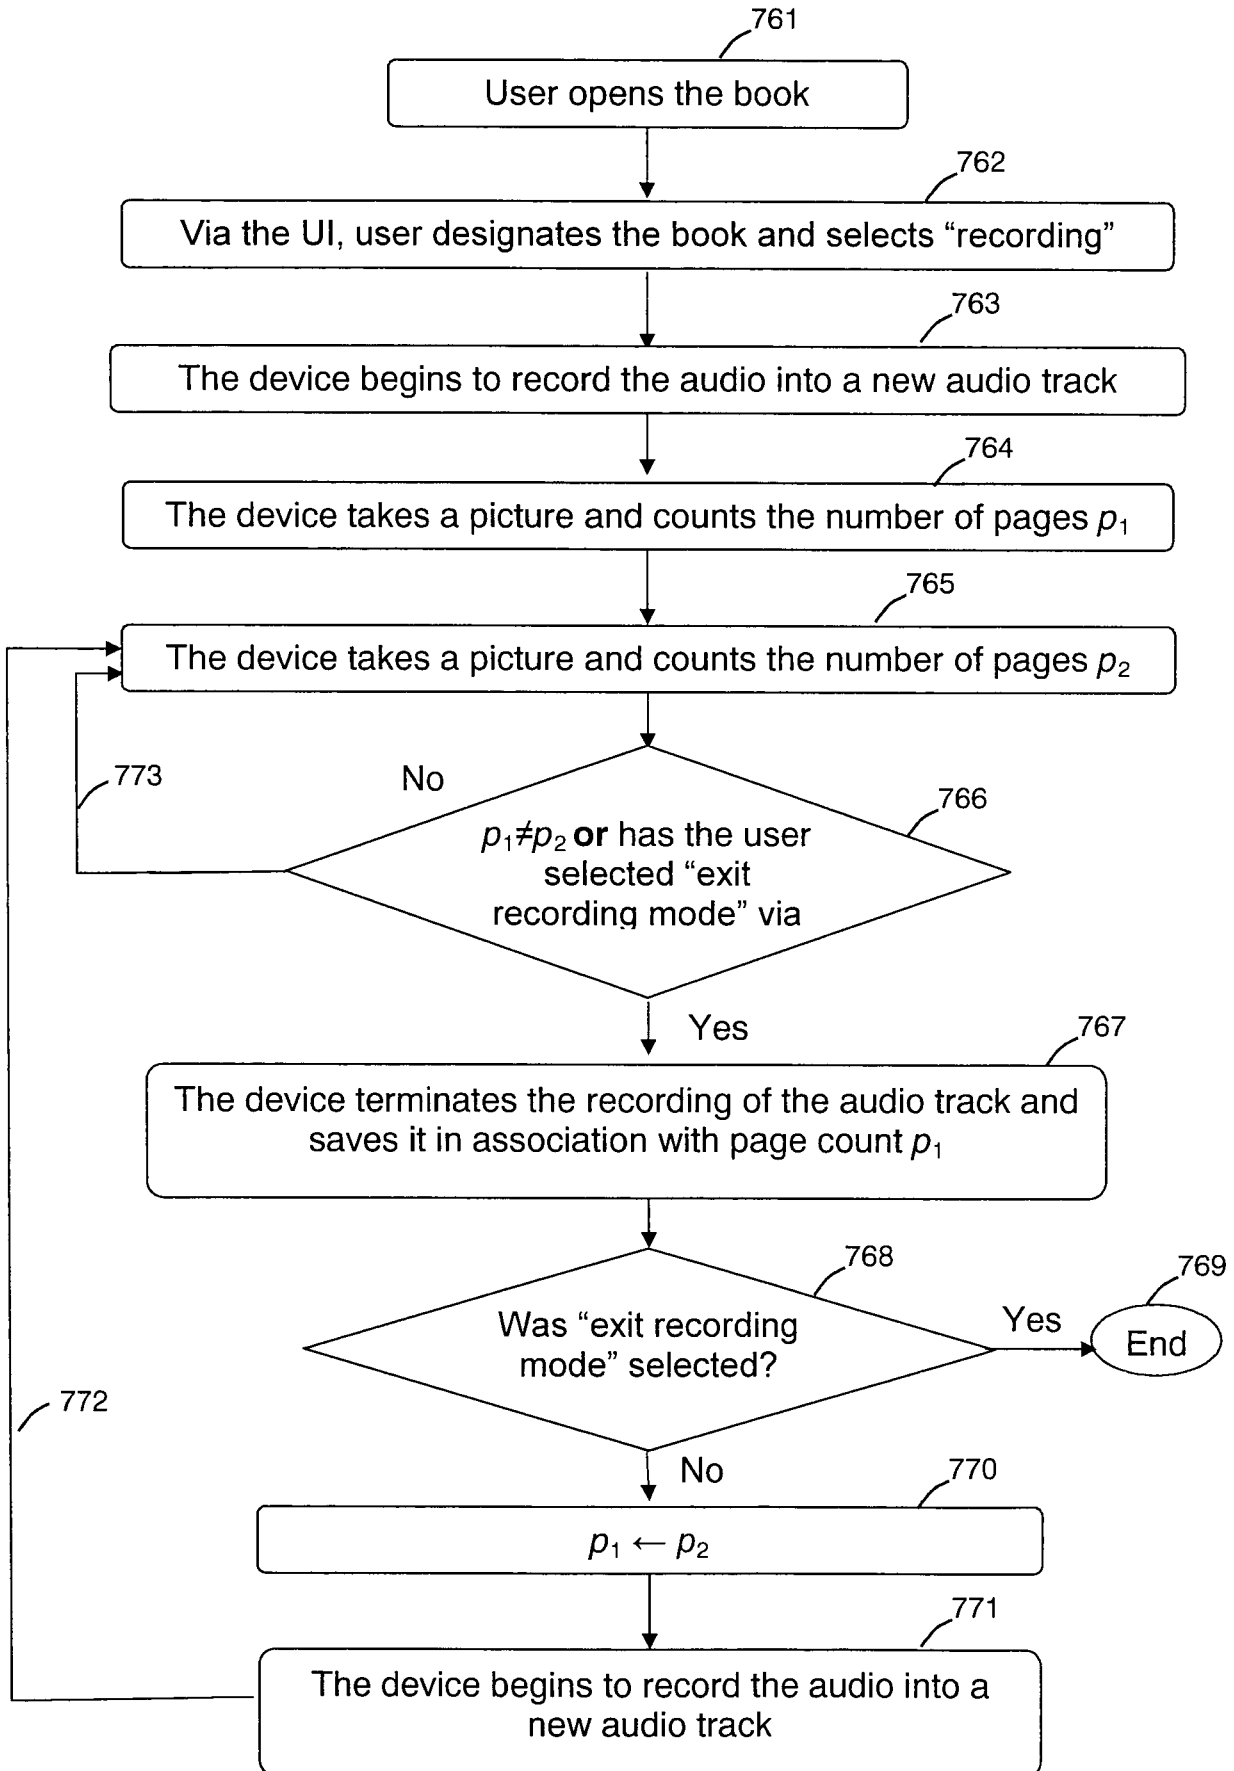 761
User opens the book
762
Via the UI, user designates the book and selects “recording”
763
The device begins to record the audio into a new audio track
764
The device takes a picture and counts the number of pages p₁
765
The device takes a picture and counts the number of pages p₂
773
No
766
p₁≠p₂ or has the user
selected “exit
recording mode” via
Yes
767
The device terminates the recording of the audio track and
saves it in association with page count p₁
768
769
Was “exit recording
mode” selected?
Yes
End
772
No
770
p₁ ← p₂
771
The device begins to record the audio into a
new audio track